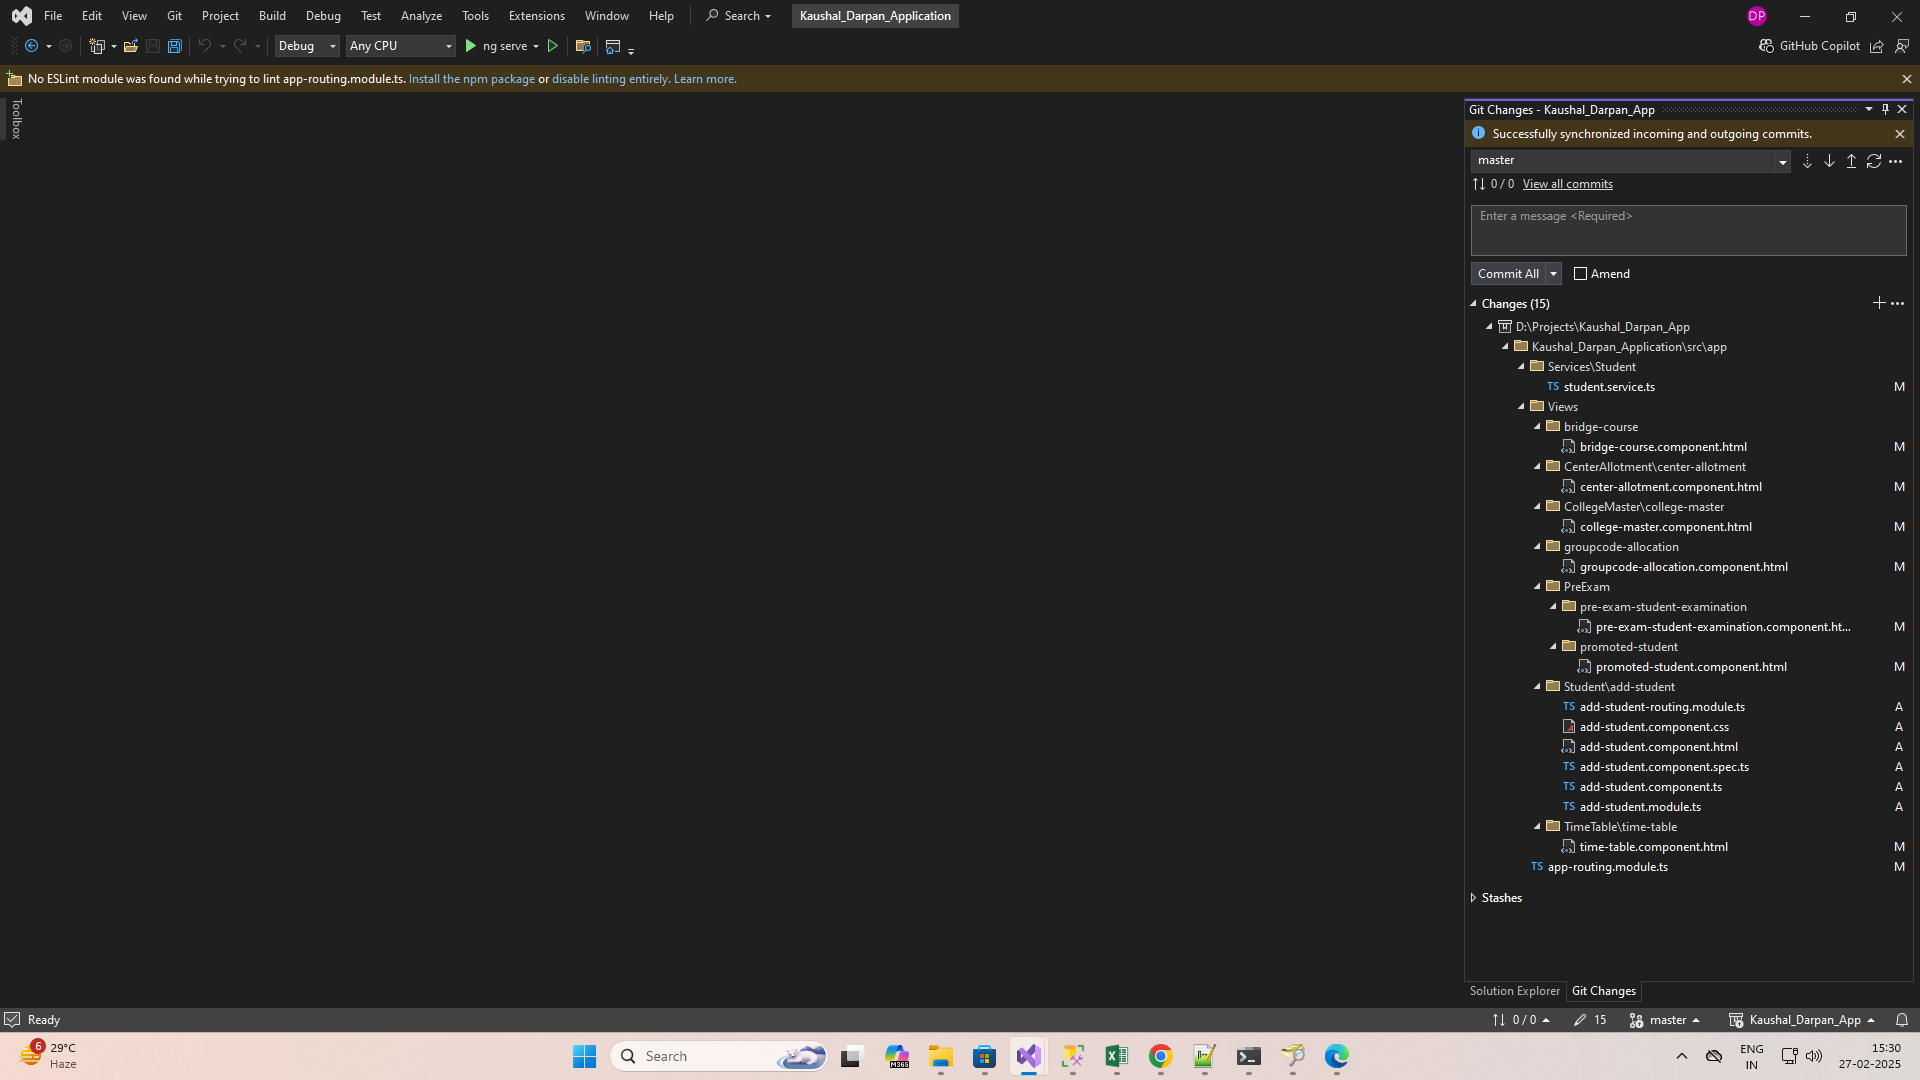 File Edit View Git Project Build Debug Test Analyze Tools Extensions Window Help Search Kaushal_Darpan_Application DP
Debug Any CPU ng serve GitHub Copilot
No ESLint module was found while trying to lint app-routing.module.ts. Install the npm package or disable linting entirely. Learn more.
Toolbox
Git Changes - Kaushal_Darpan_App
Successfully synchronized incoming and outgoing commits.
master
0 / 0 View all commits
Enter a message <Required>
Commit All Amend
Changes (15)
D:\Projects\Kaushal_Darpan_App
Kaushal_Darpan_Application\src\app
Services\Student
TS student.service.ts M
Views
bridge-course
bridge-course.component.html M
CenterAllotment\center-allotment
center-allotment.component.html M
CollegeMaster\college-master
college-master.component.html M
groupcode-allocation
groupcode-allocation.component.html M
PreExam
pre-exam-student-examination
pre-exam-student-examination.component.ht... M
promoted-student
promoted-student.component.html M
Student\add-student
TS add-student-routing.module.ts A
add-student.component.css A
add-student.component.html A
TS add-student.component.spec.ts A
TS add-student.component.ts A
TS add-student.module.ts A
TimeTable\time-table
time-table.component.html M
TS app-routing.module.ts M
Stashes
Solution Explorer Git Changes
Ready 0 / 0 15 master Kaushal_Darpan_App
6 29°C
Haze
Search
M365
ENG
IN
15:30
27-02-2025